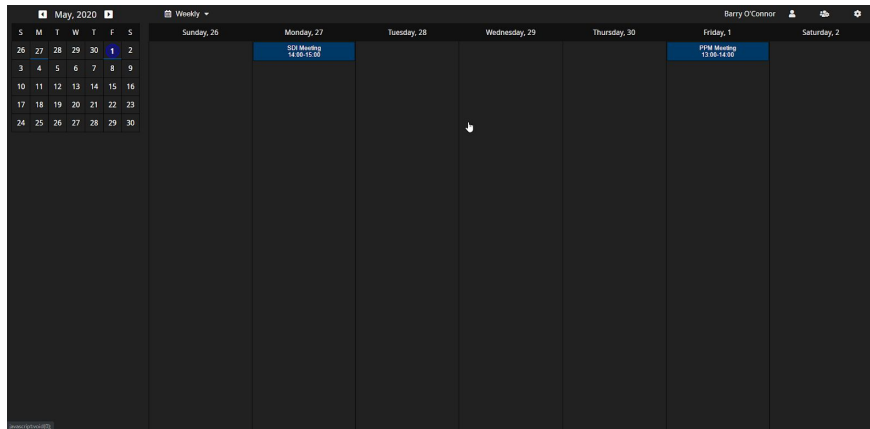 May, 2020
Weekly
Barry O'Connor
S M T W T F S
26 27 28 29 30 1 2
3 4 5 6 7 8 9
10 11 12 13 14 15 16
17 18 19 20 21 22 23
24 25 26 27 28 29 30
Sunday, 26 Monday, 27 Tuesday, 28 Wednesday, 29 Thursday, 30 Friday, 1 Saturday, 2
SDI Meeting
14:00-15:00
PPM Meeting
13:00-14:00